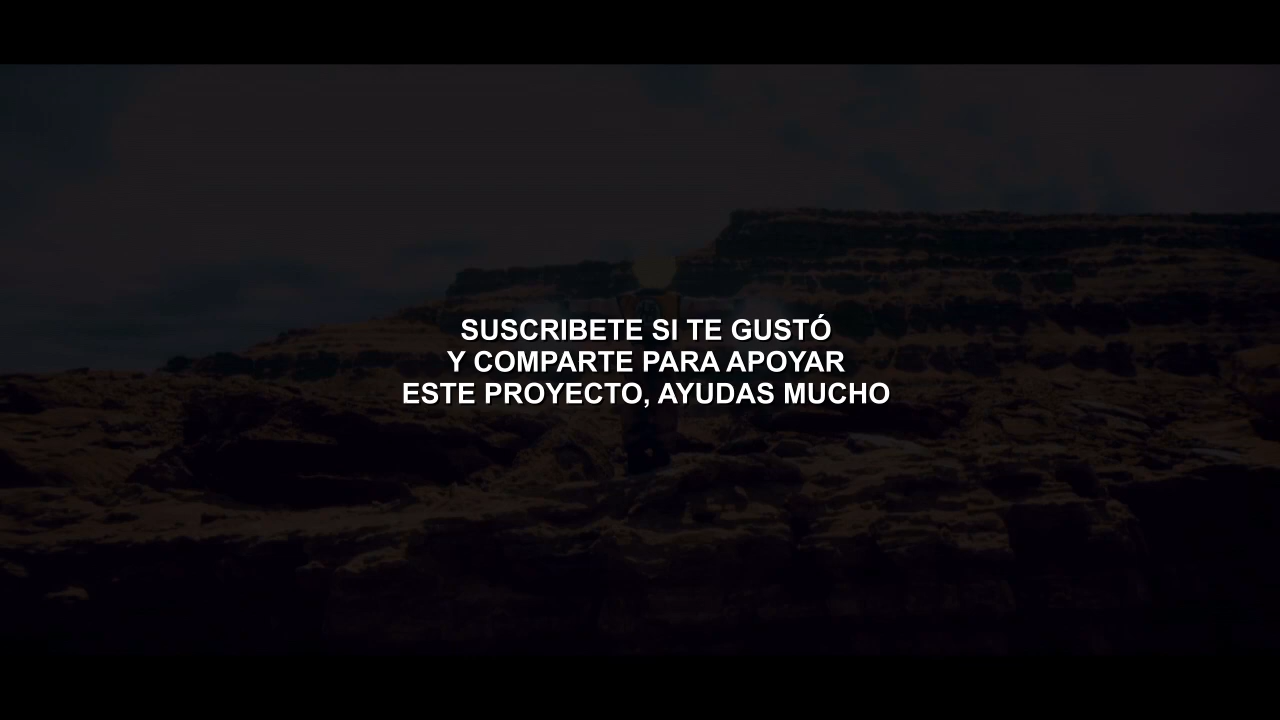 SUSCRIBETE SI TE GUSTÓ
Y COMPARTE PARA APOYAR
ESTE PROYECTO, AYUDAS MUCHO